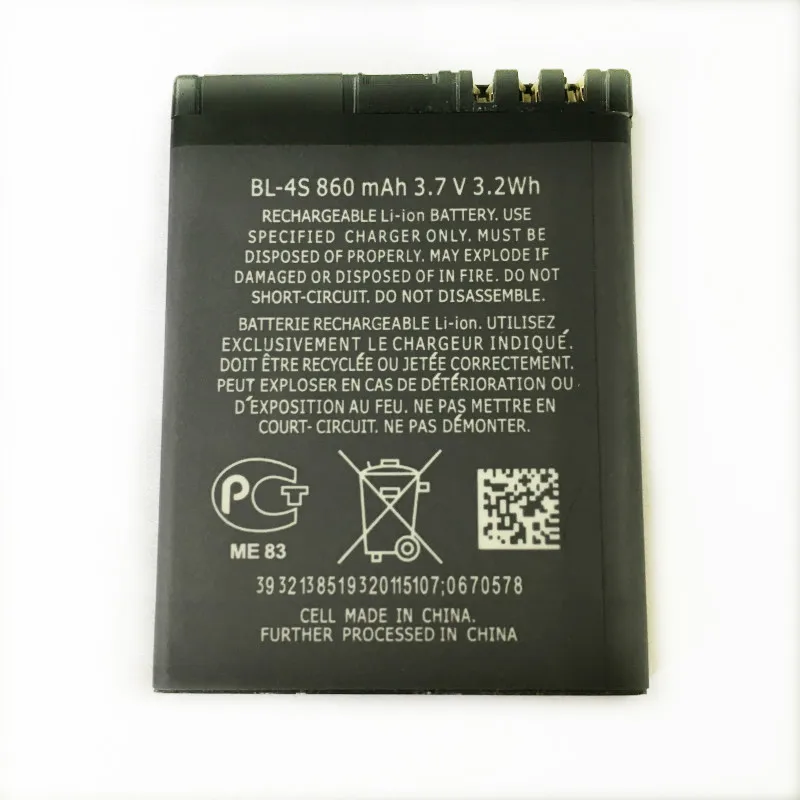 BL-4S 860 mAh 3.7 V 3.2Wh
RECHARGEABLE Li-ion BATTERY. USE
SPECIFIED CHARGER ONLY. MUST BE
DISPOSED OF PROPERLY. MAY EXPLODE IF
DAMAGED OR DISPOSED OF IN FIRE. DO NOT
SHORT-CIRCUIT. DO NOT DISASSEMBLE.
BATTERIE RECHARGEABLE Li-ion. UTILISEZ
EXCLUSIVEMENT LE CHARGEUR INDIQUÉ.
DOIT ÊTRE RECYCLÉE OU JETÉE CORRECTEMENT.
PEUT EXPLOSER EN CAS DE DÉTÉRIORATION OU
D'EXPOSITION AU FEU. NE PAS METTRE EN
COURT- CIRCUIT. NE PAS DÉMONTER.
РСТ
ME 83
3932138519320115107;0670578
CELL MADE IN CHINA.
FURTHER PROCESSED IN CHINA